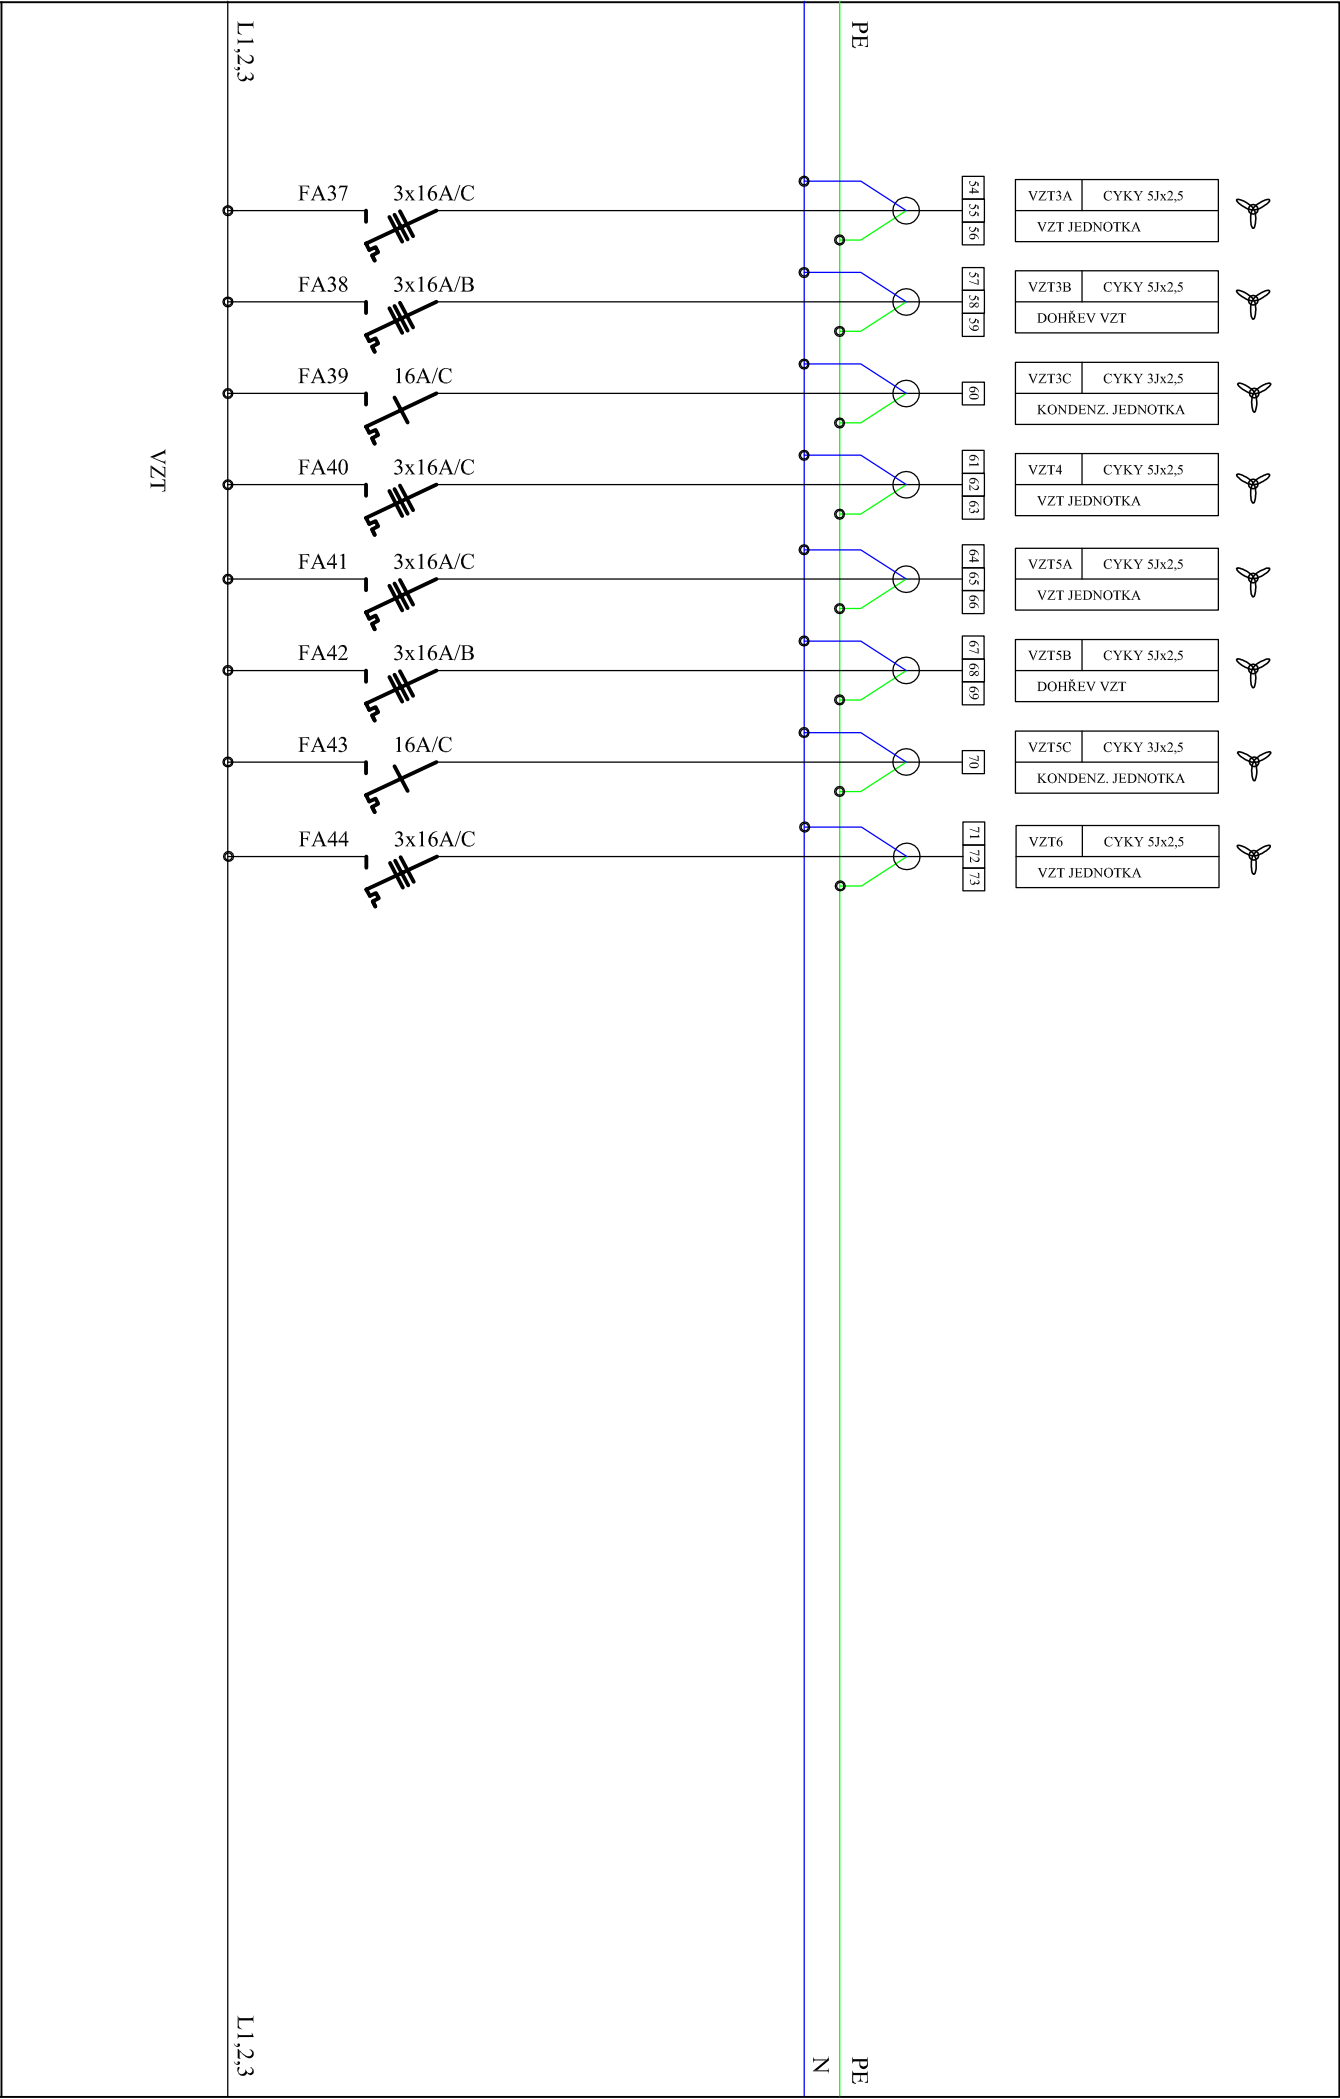 L1,2,3
PE
FA37 3x16A/C 54 55 56 VZT3A CYKY 5Jx2,5
VZT JEDNOTKA
FA38 3x16A/B 57 58 59 VZT3B CYKY 5Jx2,5
DOHŘEV VZT
FA39 16A/C 60 VZT3C CYKY 3Jx2,5
KONDENZ. JEDNOTKA
VZT
FA40 3x16A/C 61 62 63 VZT4 CYKY 5Jx2,5
VZT JEDNOTKA
FA41 3x16A/C 64 65 66 VZT5A CYKY 5Jx2,5
VZT JEDNOTKA
FA42 3x16A/B 67 68 69 VZT5B CYKY 5Jx2,5
DOHŘEV VZT
FA43 16A/C 70 VZT5C CYKY 3Jx2,5
KONDENZ. JEDNOTKA
FA44 3x16A/C 71 72 73 VZT6 CYKY 5Jx2,5
VZT JEDNOTKA
L1,2,3
N
PE